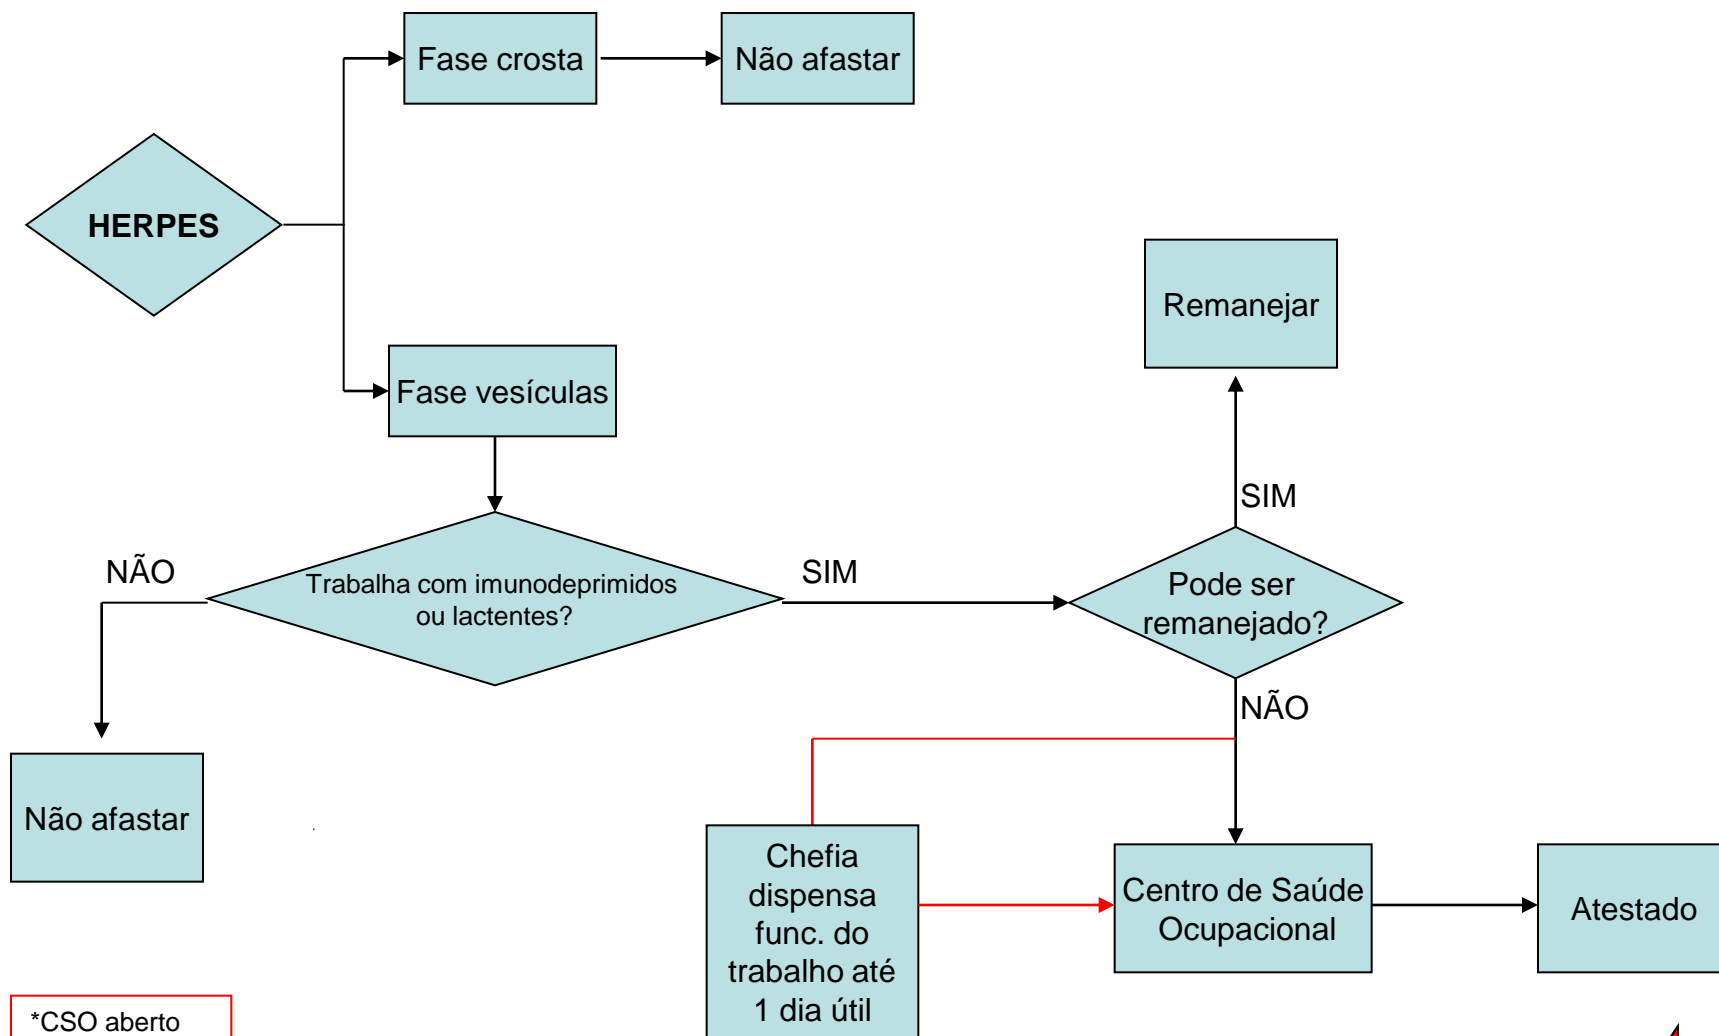 Fase crosta
Não afastar
HERPES
Remanejar
Fase vesículas
SIM
NÃO
SIM
Trabalha com imunodeprimidos
ou lactentes?
Pode ser
remanejado?
NÃO
Não afastar
Chefia
dispensa
func. do
trabalho até
1 dia útil
Centro de Saúde
Ocupacional
Atestado
*CSO aberto